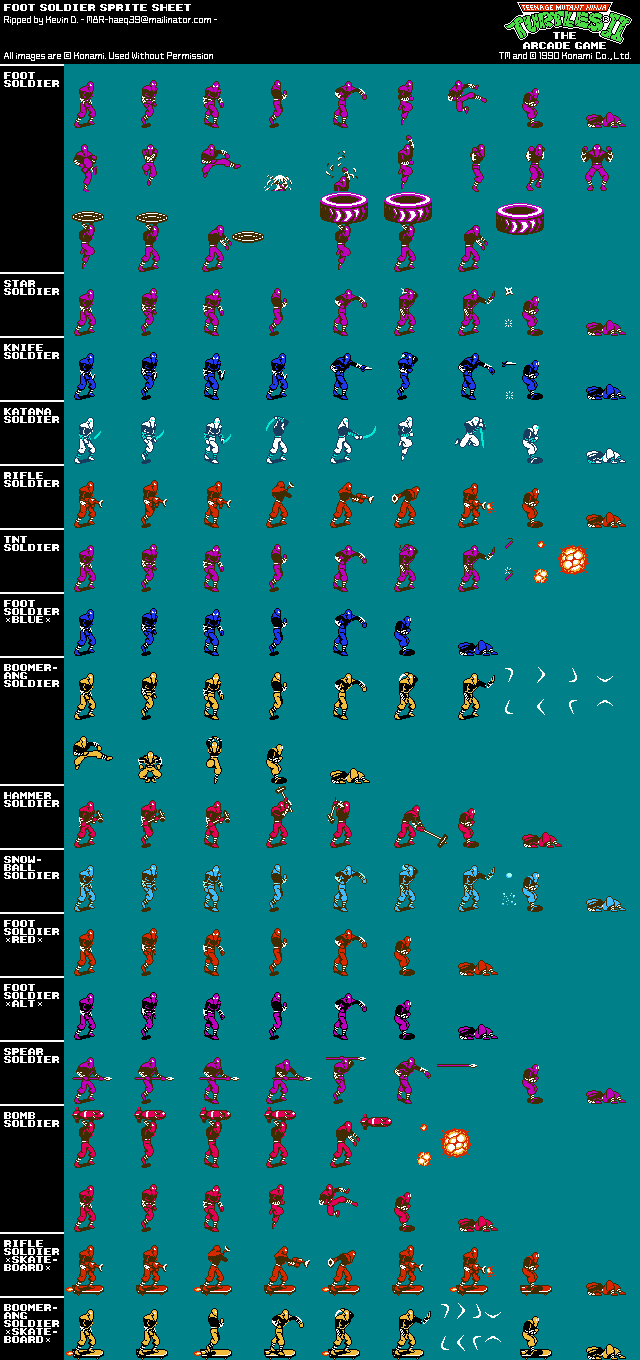 FOOT SOLDIER SPRITE SHEET
Ripped by Kevin D. - M8R-haeq39@mailinator.com -
All images are © Konami. Used Without Permission
TEENAGE MUTANT NINJA
TURTLES II
THE
ARCADE GAME
TM and © 1990 Konami Co., Ltd.
FOOT
SOLDIER
STAR
SOLDIER
KNIFE
SOLDIER
KATANA
SOLDIER
RIFLE
SOLDIER
TNT
SOLDIER
FOOT
SOLDIER
×BLUE×
BOOMER-
ANG
SOLDIER
HAMMER
SOLDIER
SNOW-
BALL
SOLDIER
FOOT
SOLDIER
×RED×
FOOT
SOLDIER
×ALT×
SPEAR
SOLDIER
BOMB
SOLDIER
RIFLE
SOLDIER
×SKATE-
BOARD×
BOOMER-
ANG
SOLDIER
×SKATE-
BOARD×